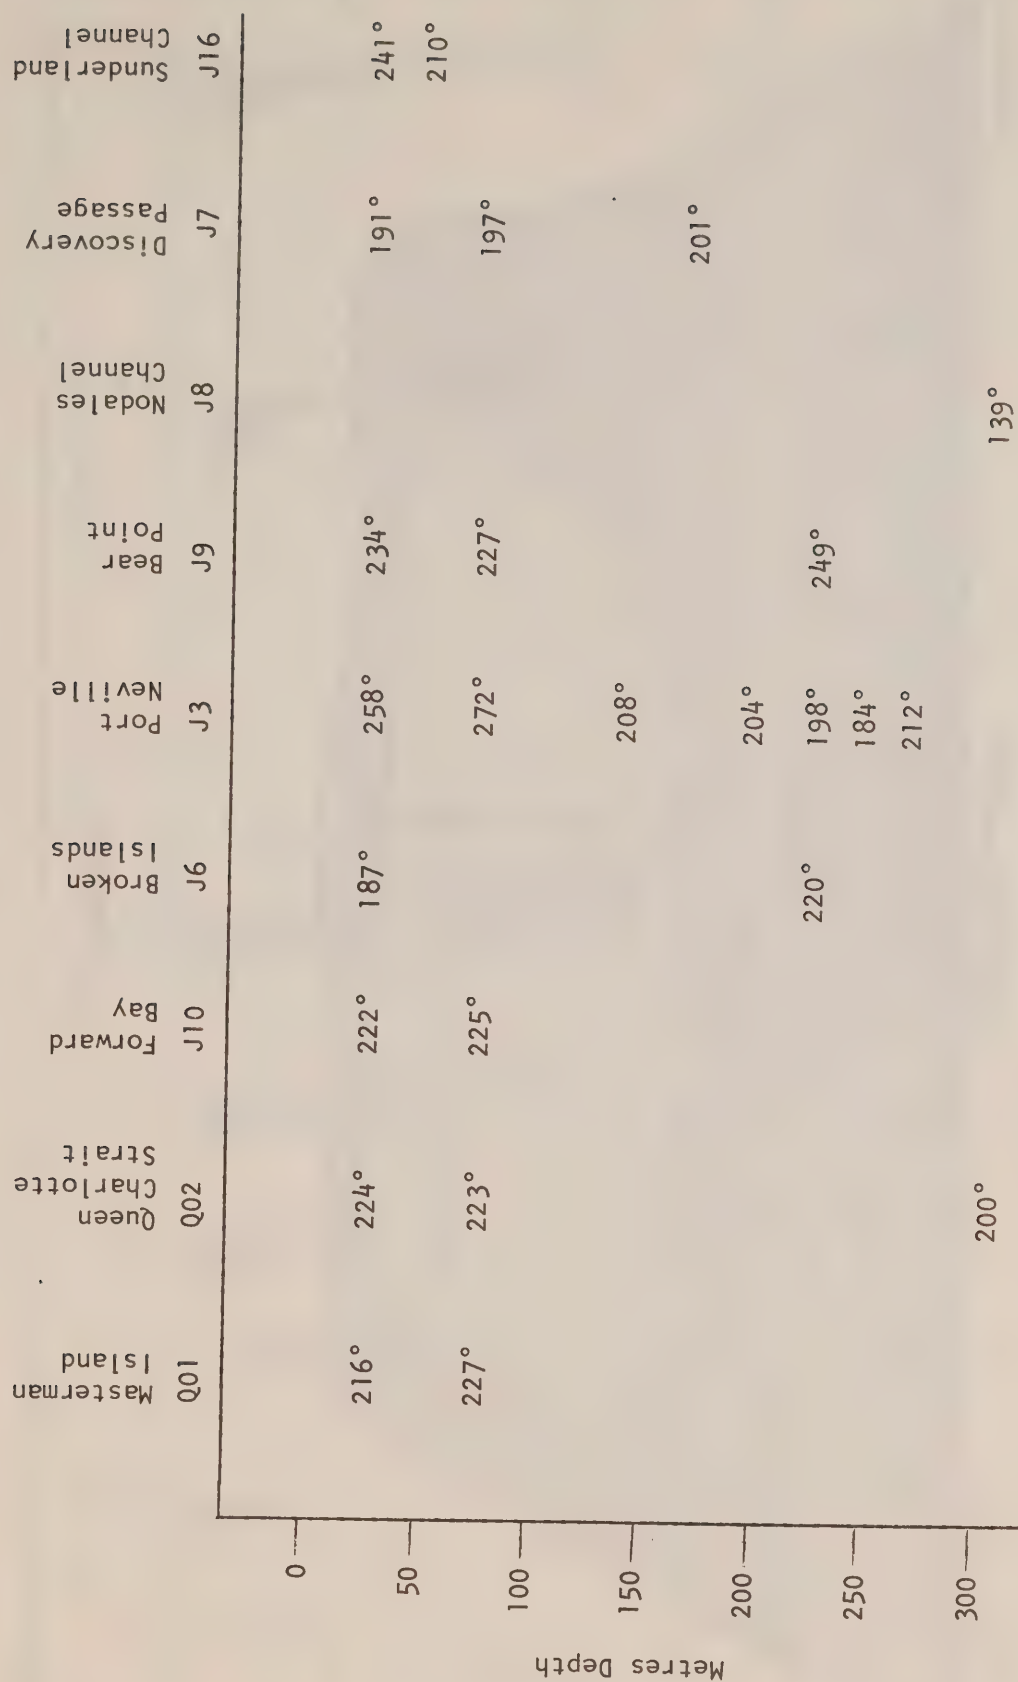 Masterman
Island
Q01
Queen
Charlotte
Strait
Q02
Forward
Bay
J10
Broken
Islands
J6
Port
Neville
J3
Bear
Point
J9
Nodales
Channel
J8
Discovery
Passage
J7
Sunderland
Channel
J16
Metres Depth
0
50
100
150
200
250
300
216°
227°
224°
223°
200°
222°
225°
187°
220°
258°
272°
208°
204°
198°
184°
212°
234°
227°
249°
139°
191°
197°
201°
241°
210°